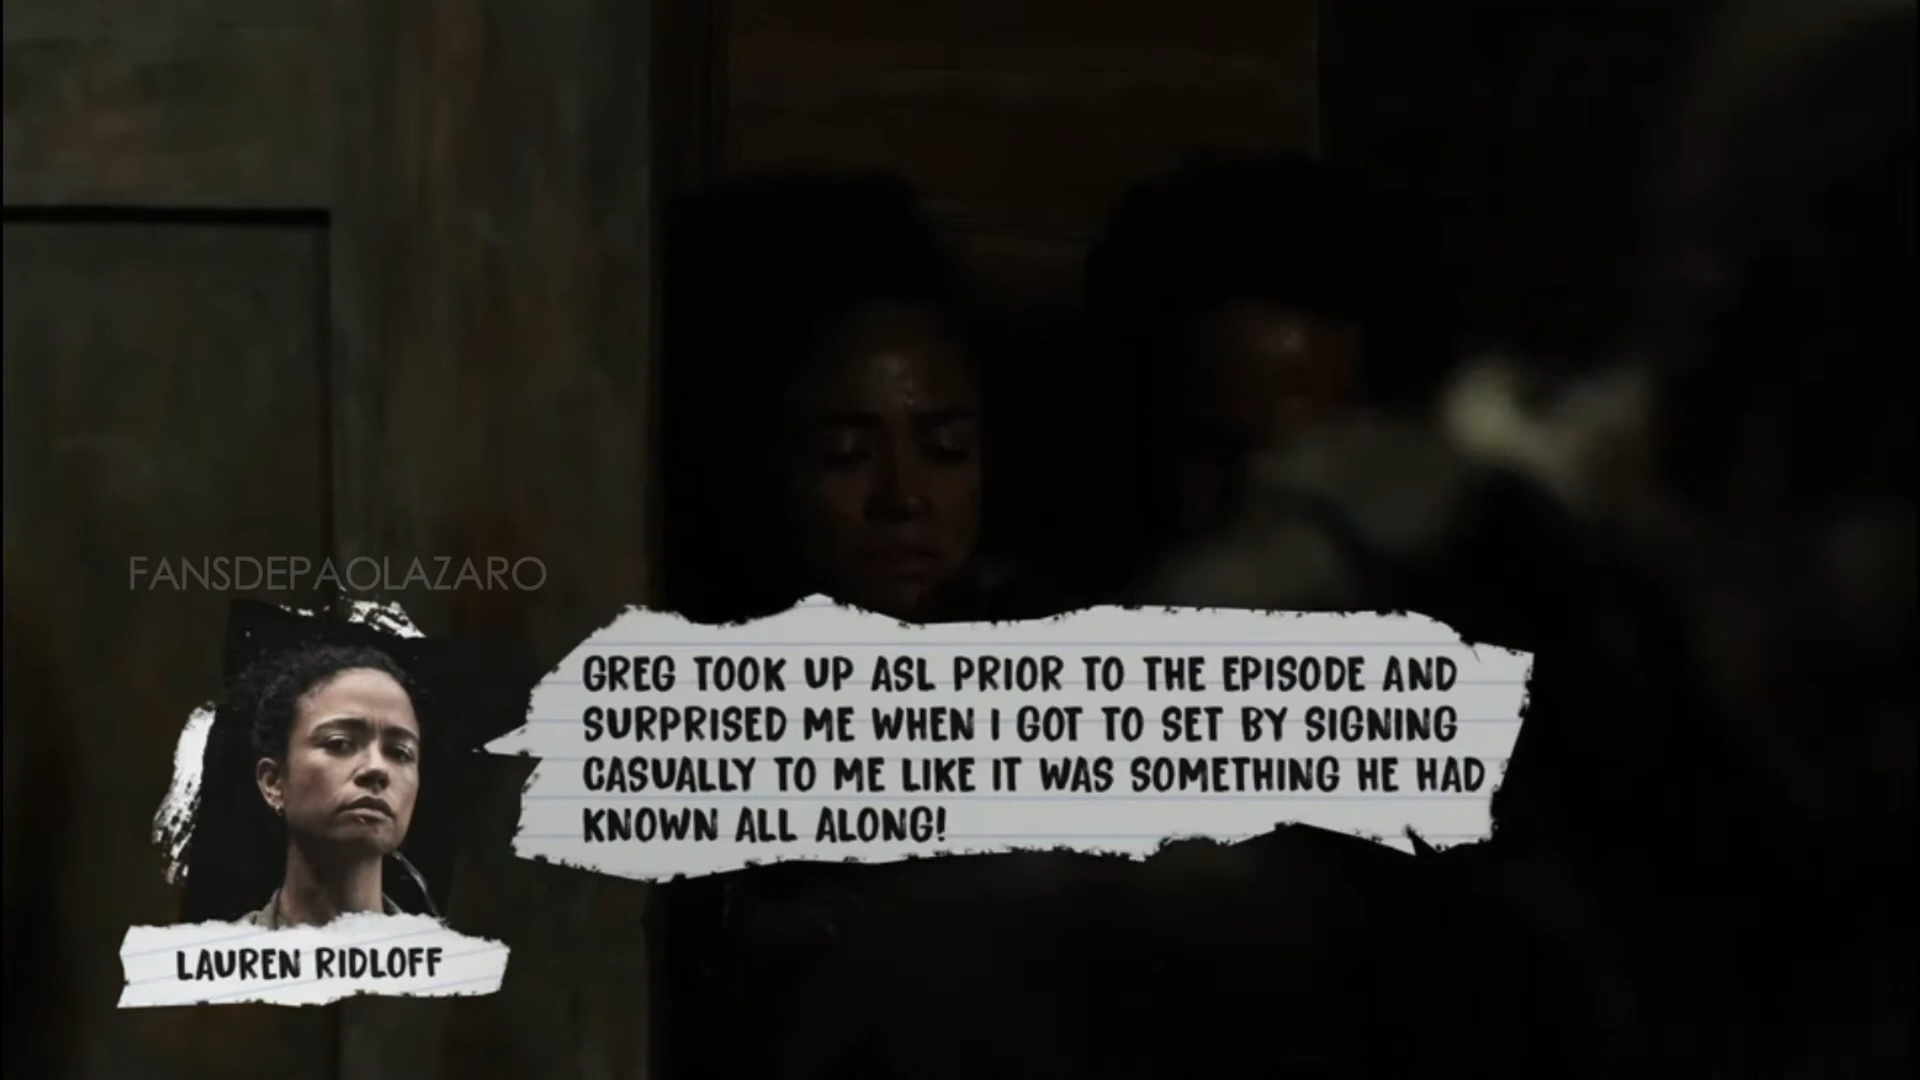 FANSDEPAOLAZARO
GREG TOOK UP ASL PRIOR TO THE EPISODE AND
SURPRISED ME WHEN I GOT TO SET BY SIGNING
CASUALLY TO ME LIKE IT WAS SOMETHING HE HAD
KNOWN ALL ALONG!
LAUREN RIDLOFF